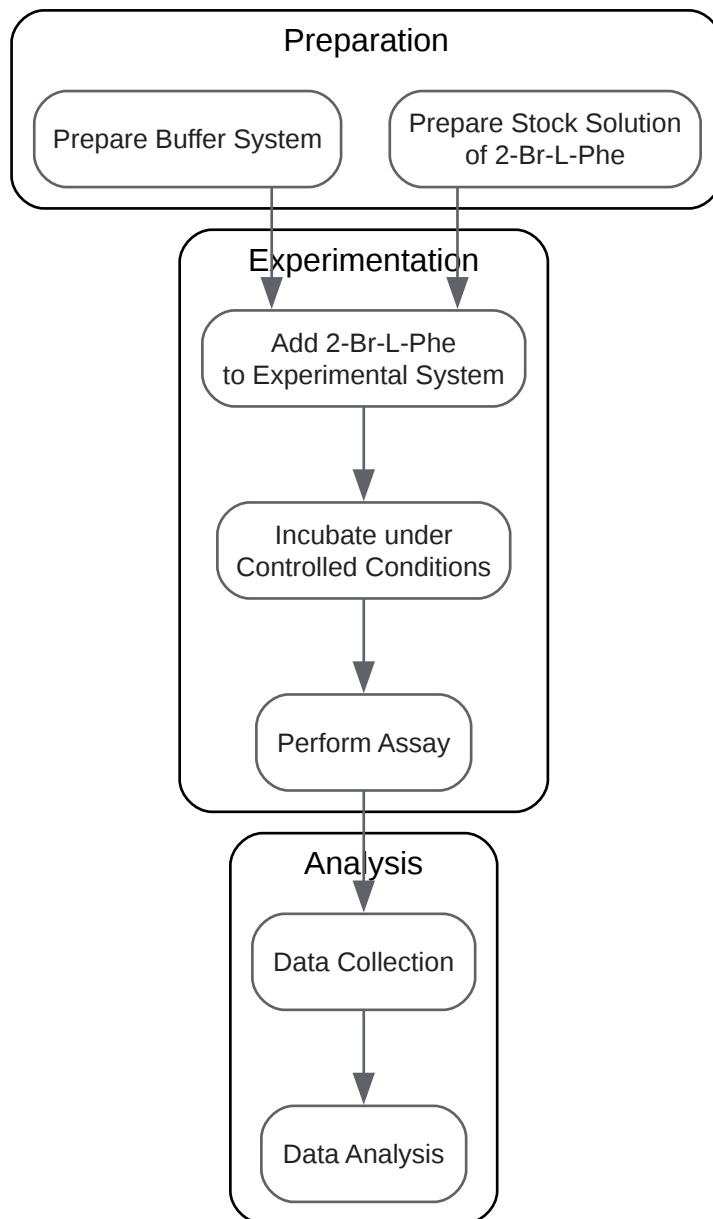 Preparation
Prepare Buffer System
Prepare Stock Solution
of 2-Br-L-Phe
Experimentation
Add 2-Br-L-Phe
to Experimental System
Incubate under
Controlled Conditions
Perform Assay
Analysis
Data Collection
Data Analysis